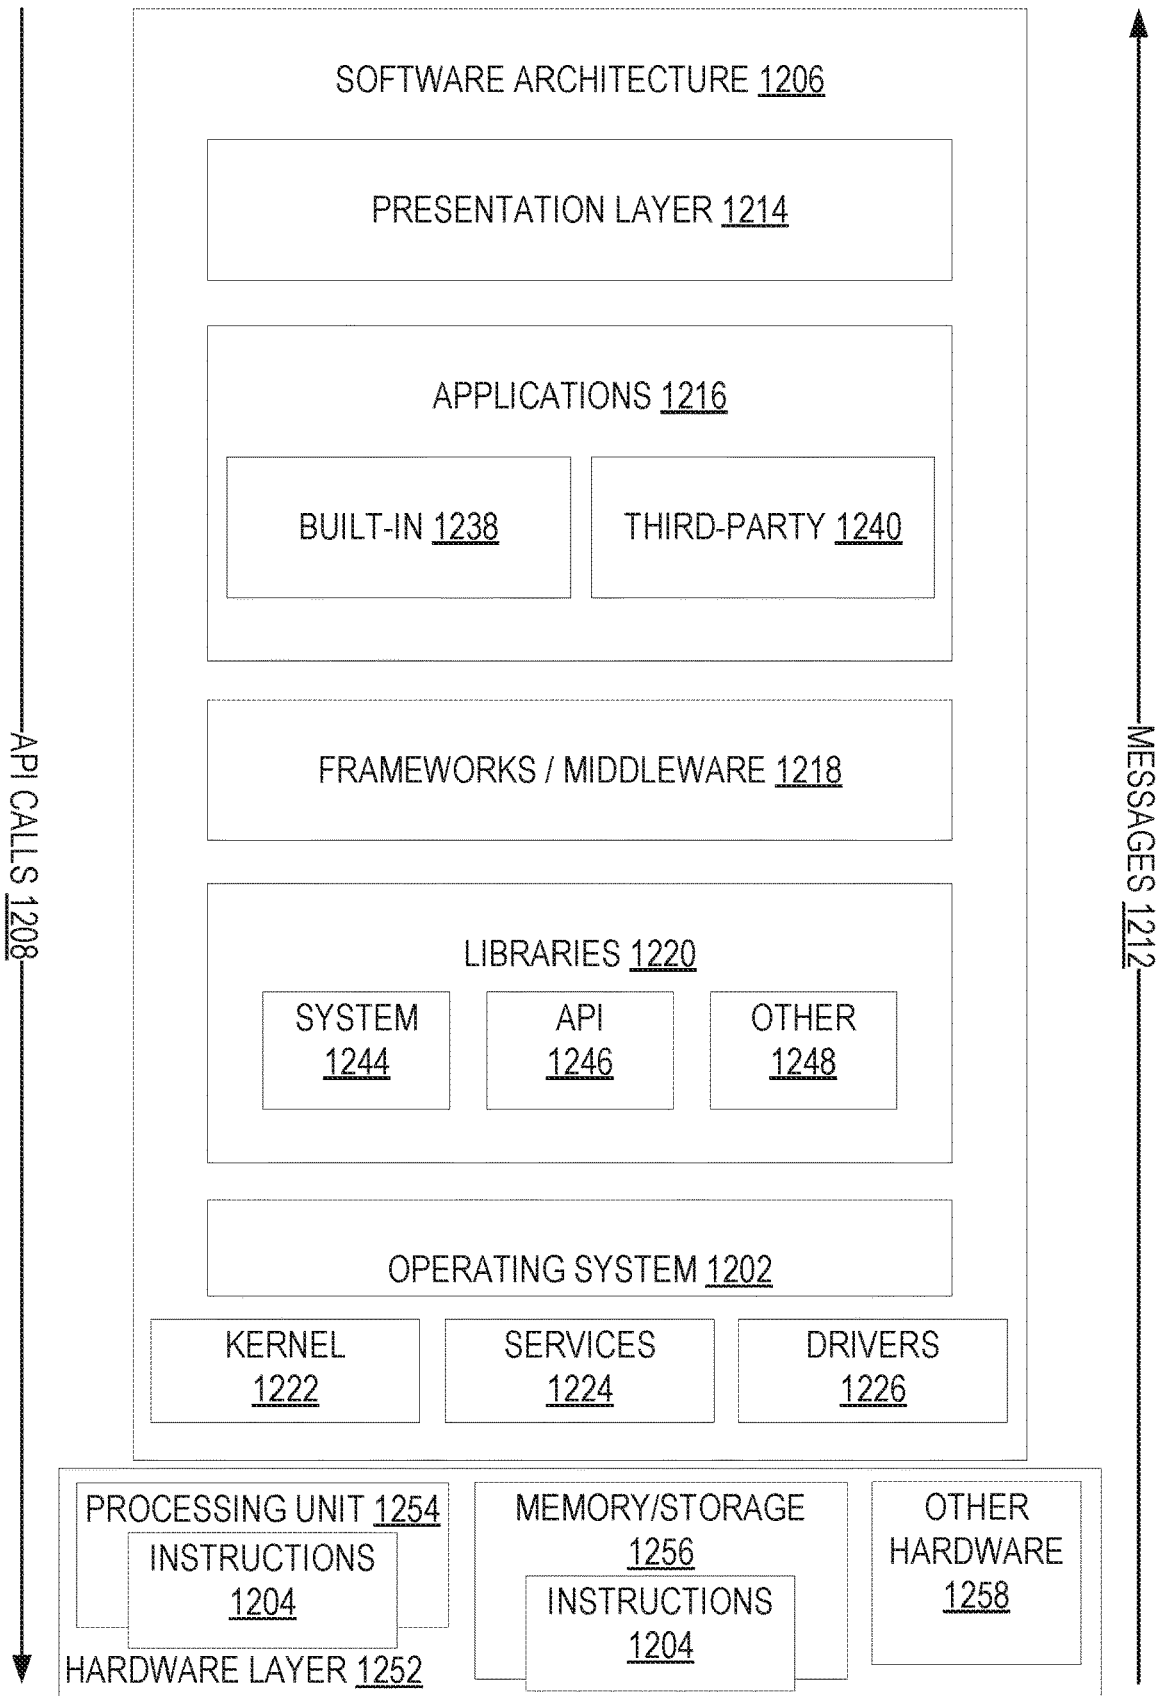 SOFTWARE ARCHITECTURE 1206
PRESENTATION LAYER 1214
APPLICATIONS 1216
BUILT-IN 1238
THIRD-PARTY 1240
FRAMEWORKS / MIDDLEWARE 1218
API CALLS 1208
MESSAGES 1212
LIBRARIES 1220
SYSTEM
1244
API
1246
OTHER
1248
OPERATING SYSTEM 1202
KERNEL
1222
SERVICES
1224
DRIVERS
1226
PROCESSING UNIT 1254
INSTRUCTIONS
1204
MEMORY/STORAGE
1256
INSTRUCTIONS
1204
OTHER
HARDWARE
1258
HARDWARE LAYER 1252